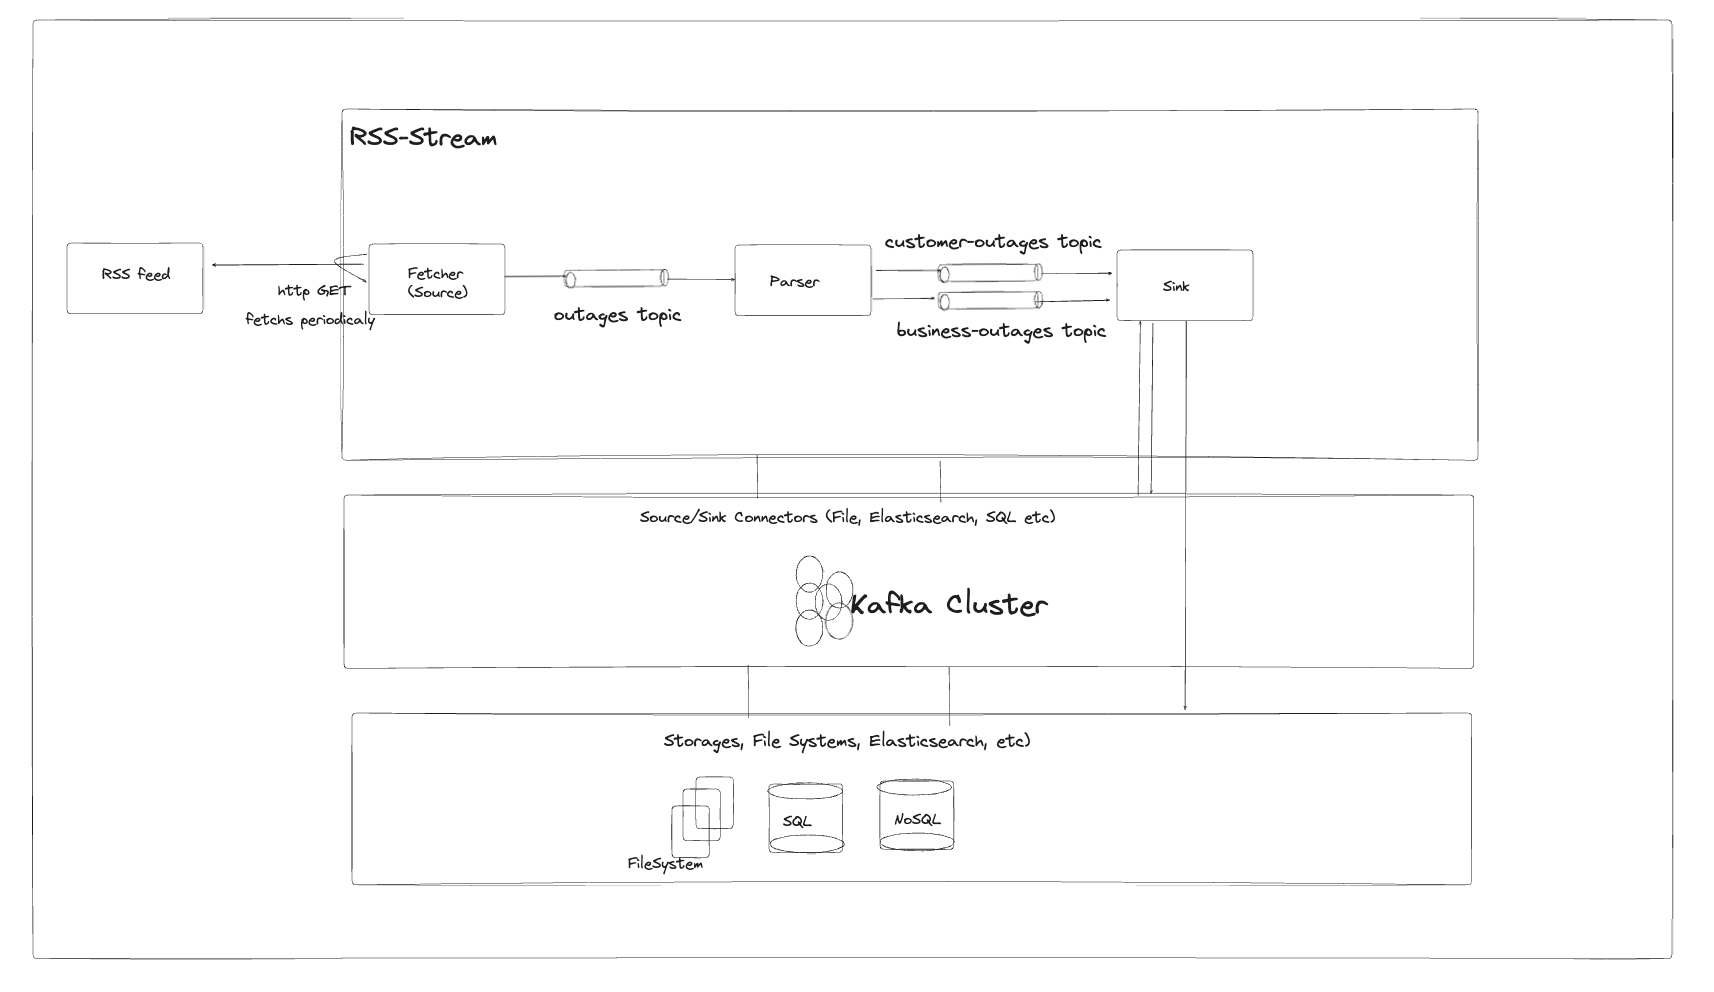 RSS-Stream
RSS feed
http GET
fetchs periodicaly
Fetcher
(Source)
outages topic
Parser
customer-outages topic
business-outages topic
Sink
Source/Sink Connectors (File, Elasticsearch, SQL etc)
Kafka Cluster
Storages, File Systems, Elasticsearch, etc)
FileSystem
SQL
NoSQL